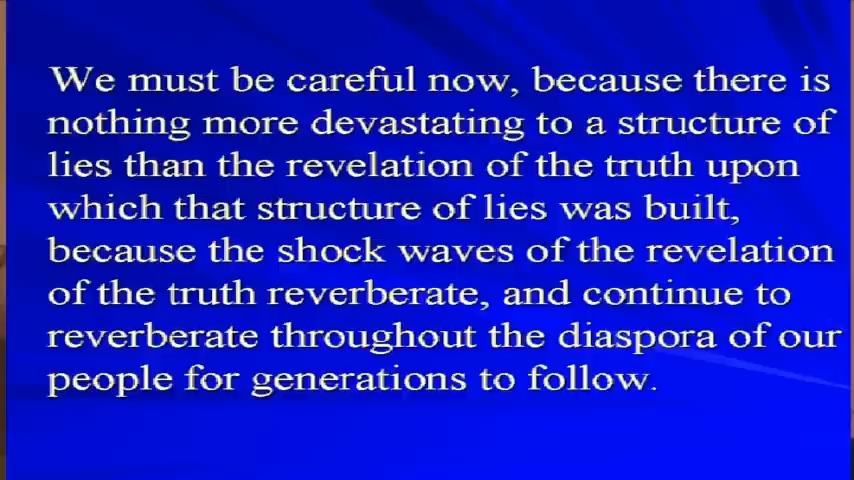 We must be careful now, because there is
nothing more devastating to a structure of
lies than the revelation of the truth upon
which that structure of lies was built,
because the shock waves of the revelation
of the truth reverberate, and continue to
reverberate throughout the diaspora of our
people for generations to follow.